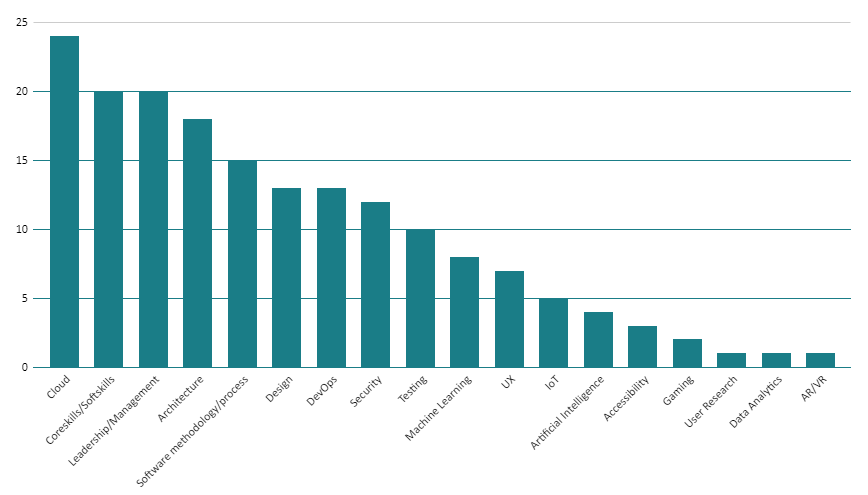 25
20
15
10
5
0
Cloud
Coreskills/Softskills
Leadership/Management
Architecture
Software methodology/process
Design
DevOps
Security
Testing
Machine Learning
UX
IoT
Artificial Intelligence
Accessibility
Gaming
User Research
Data Analytics
AR/VR